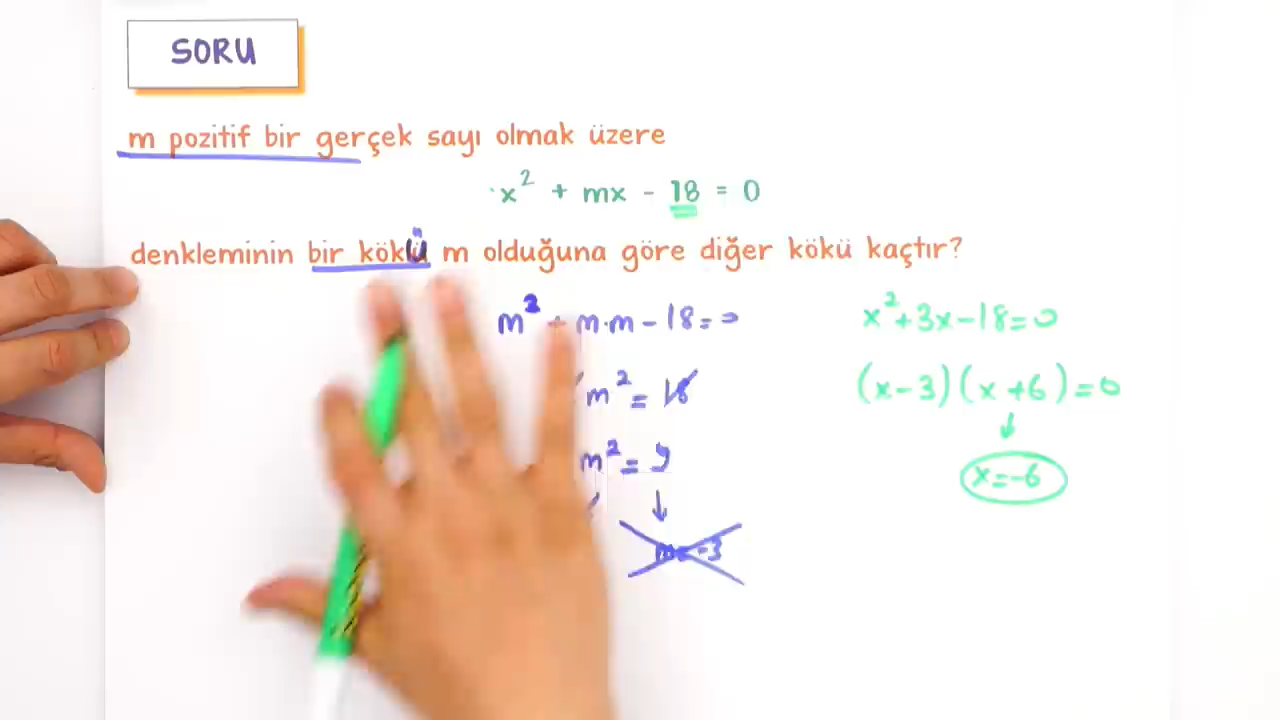 SORU
m pozitif bir gerçek sayı olmak üzere
x² + mx - 18 = 0
denkleminin bir kökü m olduğuna göre diğer kökü kaçtır?
m² + m·m - 18 = 0
m² = 18
m² = 9
m = -3
x² + 3x - 18 = 0
(x - 3) (x + 6) = 0
x = -6